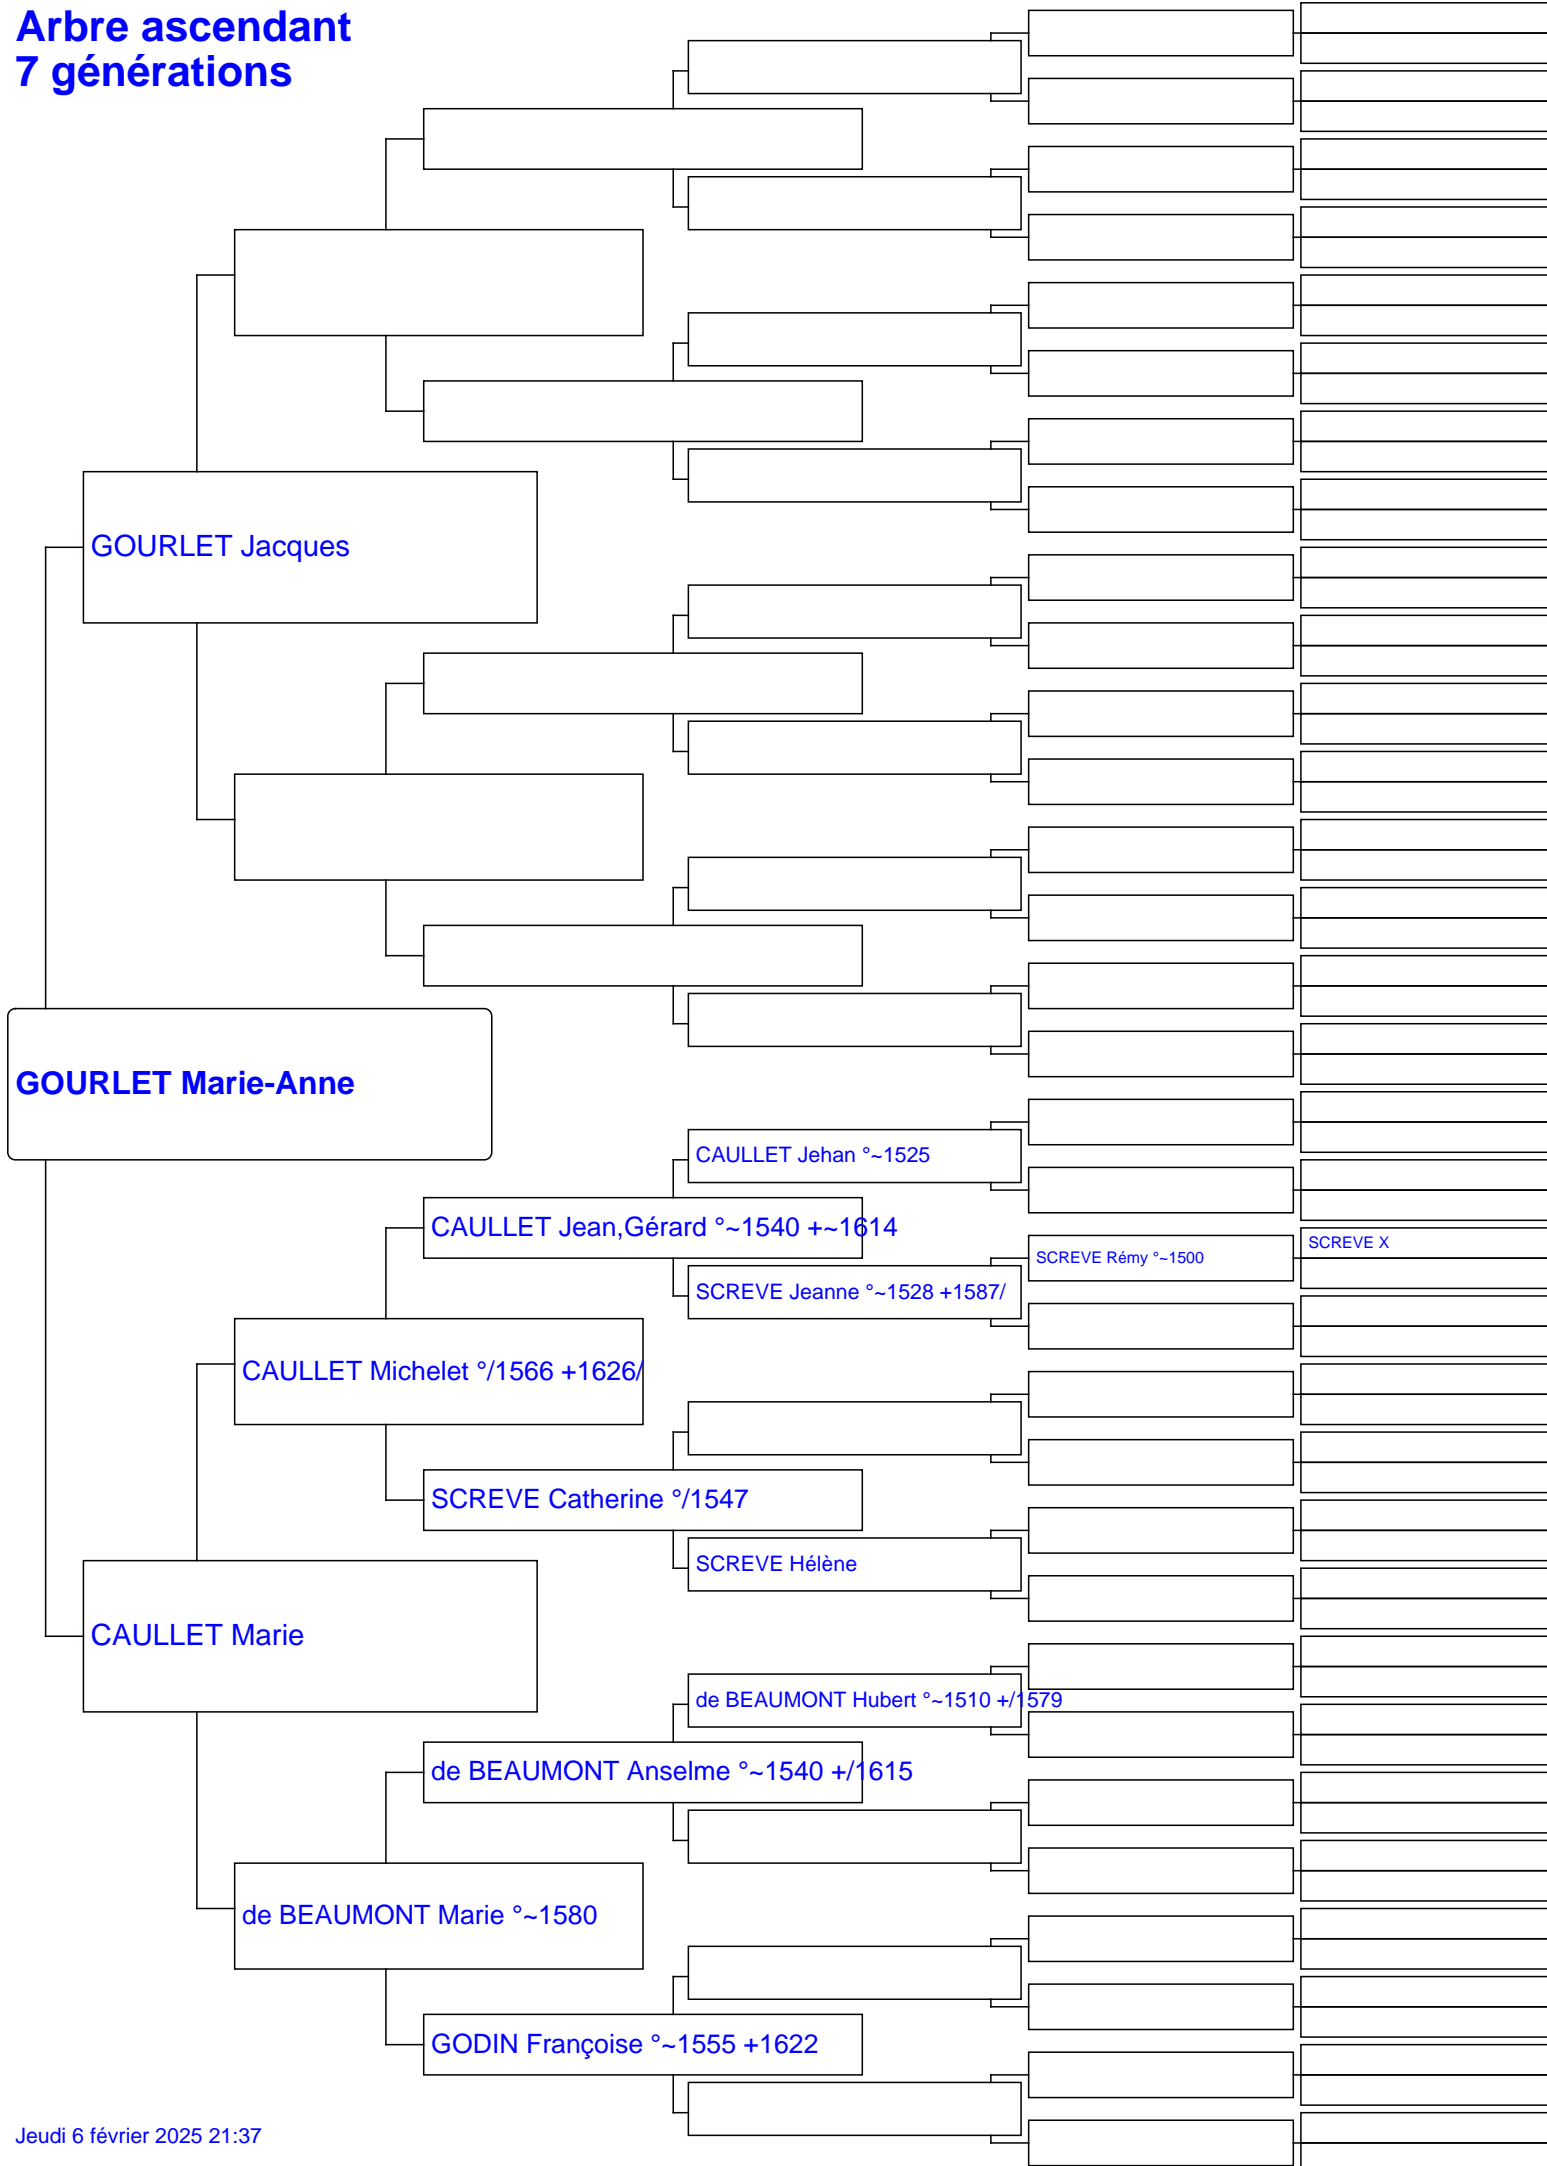 Arbre ascendant
7 générations
GOURLET Jacques
GOURLET Marie-Anne
CAULLET Jehan °~1525
CAULLET Jean,Gérard °~1540 +~1614
SCREVE X
SCREVE Rémy °~1500
SCREVE Jeanne °~1528 +1587/
CAULLET Michelet °/1566 +1626/
SCREVE Catherine °/1547
SCREVE Hélène
CAULLET Marie
de BEAUMONT Hubert °~1510 +/1579
de BEAUMONT Anselme °~1540 +/1615
de BEAUMONT Marie °~1580
GODIN Françoise °~1555 +1622
Jeudi 6 février 2025 21:37